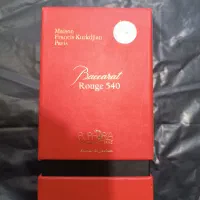 Maison
Francis Kurkdjian
Paris
Baccarat
Rouge 540